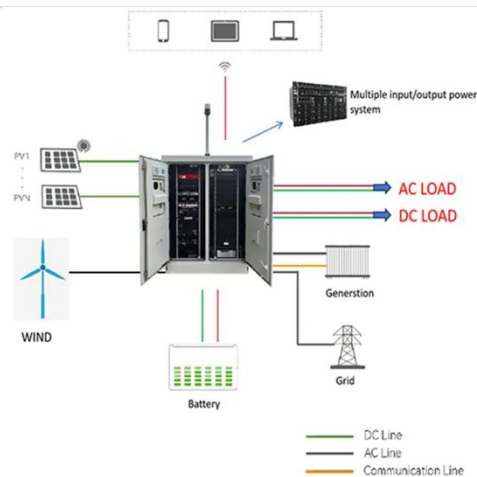 Multiple input/output power
system
PV1
PVN
AC LOAD
DC LOAD
WIND
Generstion
Grid
Battery
DC Line
AC Line
Communication Line